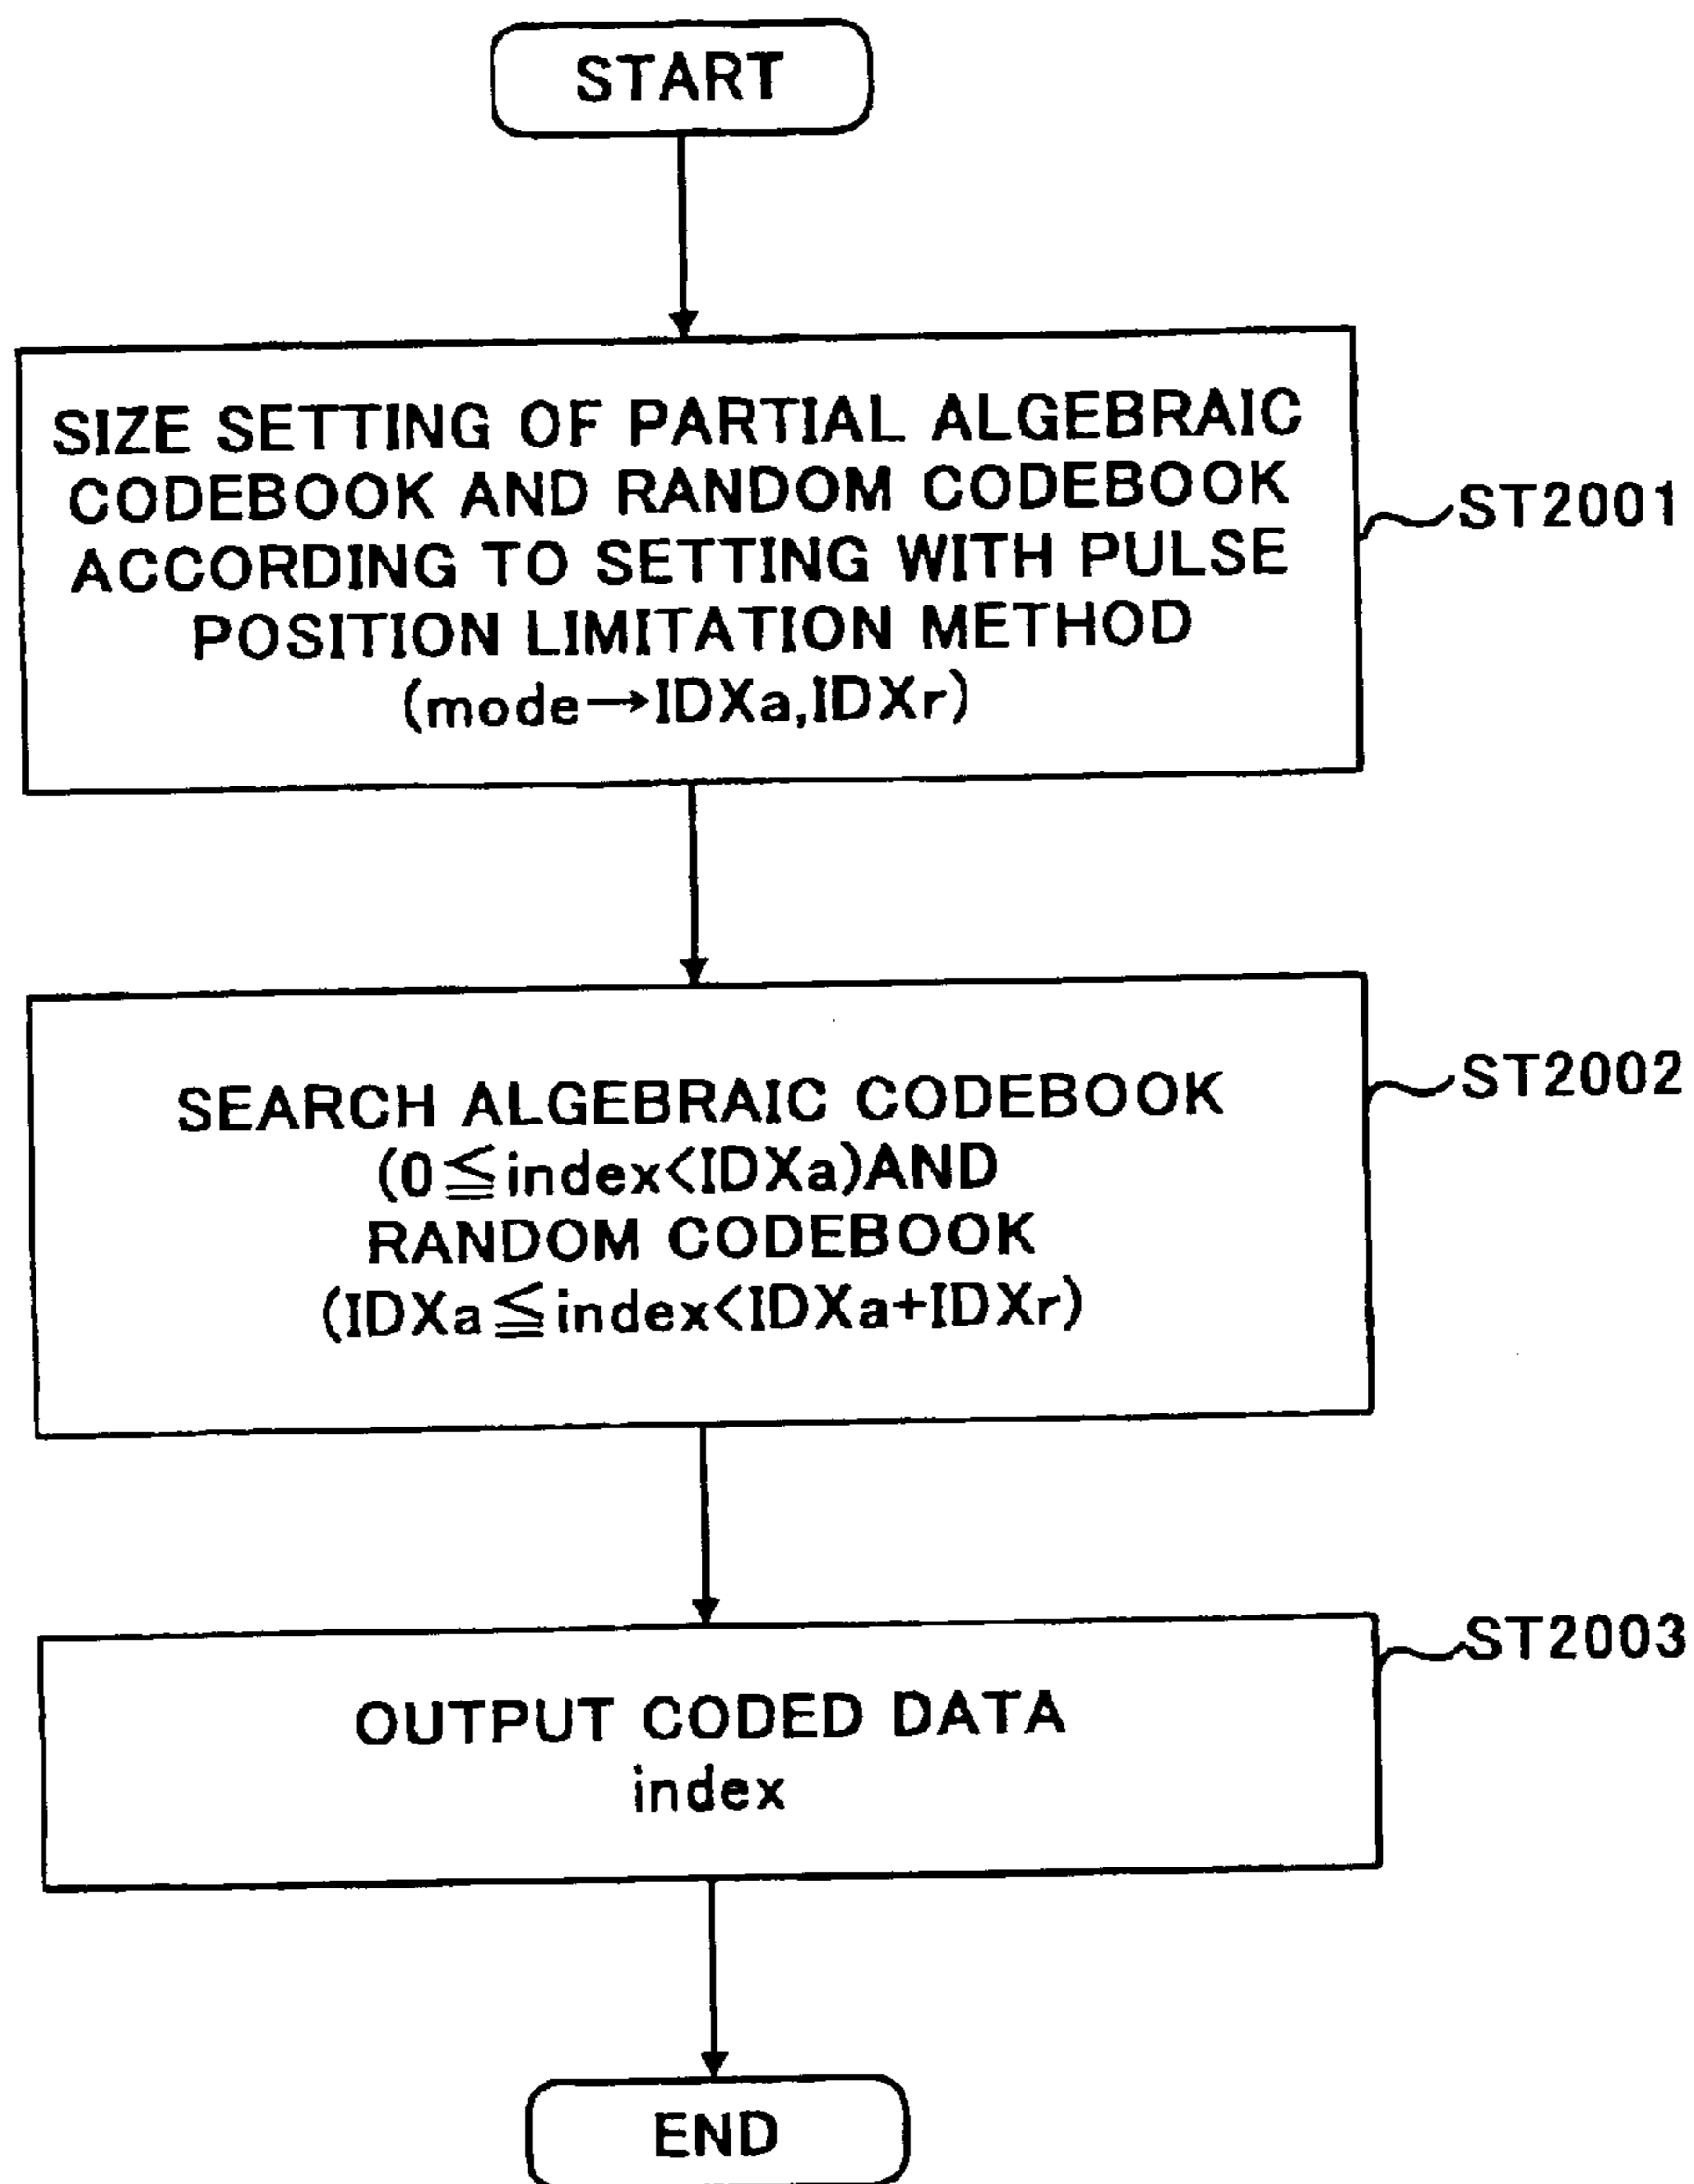 START
SIZE SETTING OF PARTIAL ALGEBRAIC
CODEBOOK AND RANDOM CODEBOOK
ACCORDING TO SETTING WITH PULSE
POSITION LIMITATION METHOD
(mode→IDXa,IDXr)
ST2001
SEARCH ALGEBRAIC CODEBOOK
(0≦index<IDXa)AND
RANDOM CODEBOOK
(IDXa≦index<IDXa+IDXr)
ST2002
OUTPUT CODED DATA
index
ST2003
END